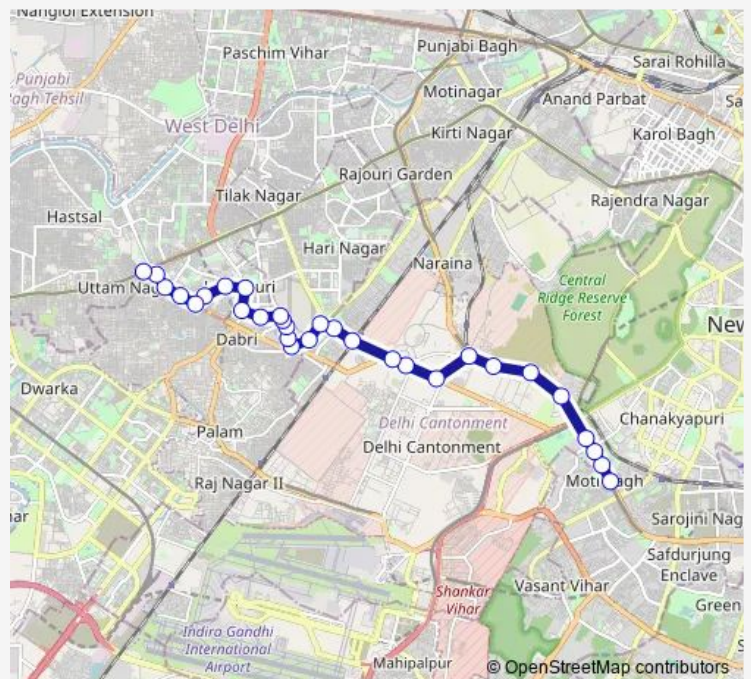 Nangloi Extension
Paschim Vihar
Punjabi Bagh
Sarai Rohilla
Punjabi
Bagh Tehsil
Motinagar
Anand Parbat
Sa
West Delhi
Kirti Nagar
Karol Bagh
Rajouri Garden
Tilak Nagar
Rajendra Nagar
Hastsal
Hari Nagar
Naraina
Central
Ridge Reserve
Forest
Uttam Nag
uri
New
Dabri
Dwarka
Chanakyapuri
Delhi Cantonment
Palam
Delhi Cantonment
Raj Nagar II
Moti Bagh
ar
Sarojini Nag
Safdurjung
Enclave
Vasant Vihar
Shankar
Vihar
Green
Indira Gandhi
International
Airport
Mahipalpur
© OpenStreetMap contributors